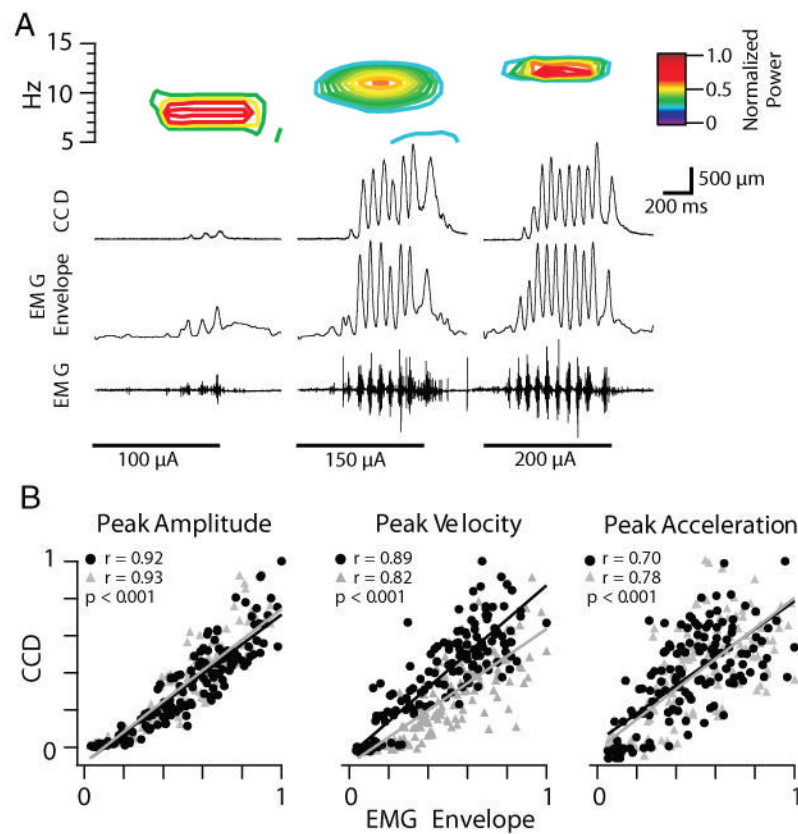 A
15
10
5
Hz
1.0
0.5
0
Normalized
Power
CCD
500 µm
200 ms
EMG
Envelope
EMG
100 µA
150 µA
200 µA
B
Peak Amplitude
Peak Velocity
Peak Acceleration
1
r = 0.92
r = 0.93
p < 0.001
r = 0.89
r = 0.82
p < 0.001
r = 0.70
r = 0.78
p < 0.001
CCD
0
0
1
0
1
0
1
EMG Envelope